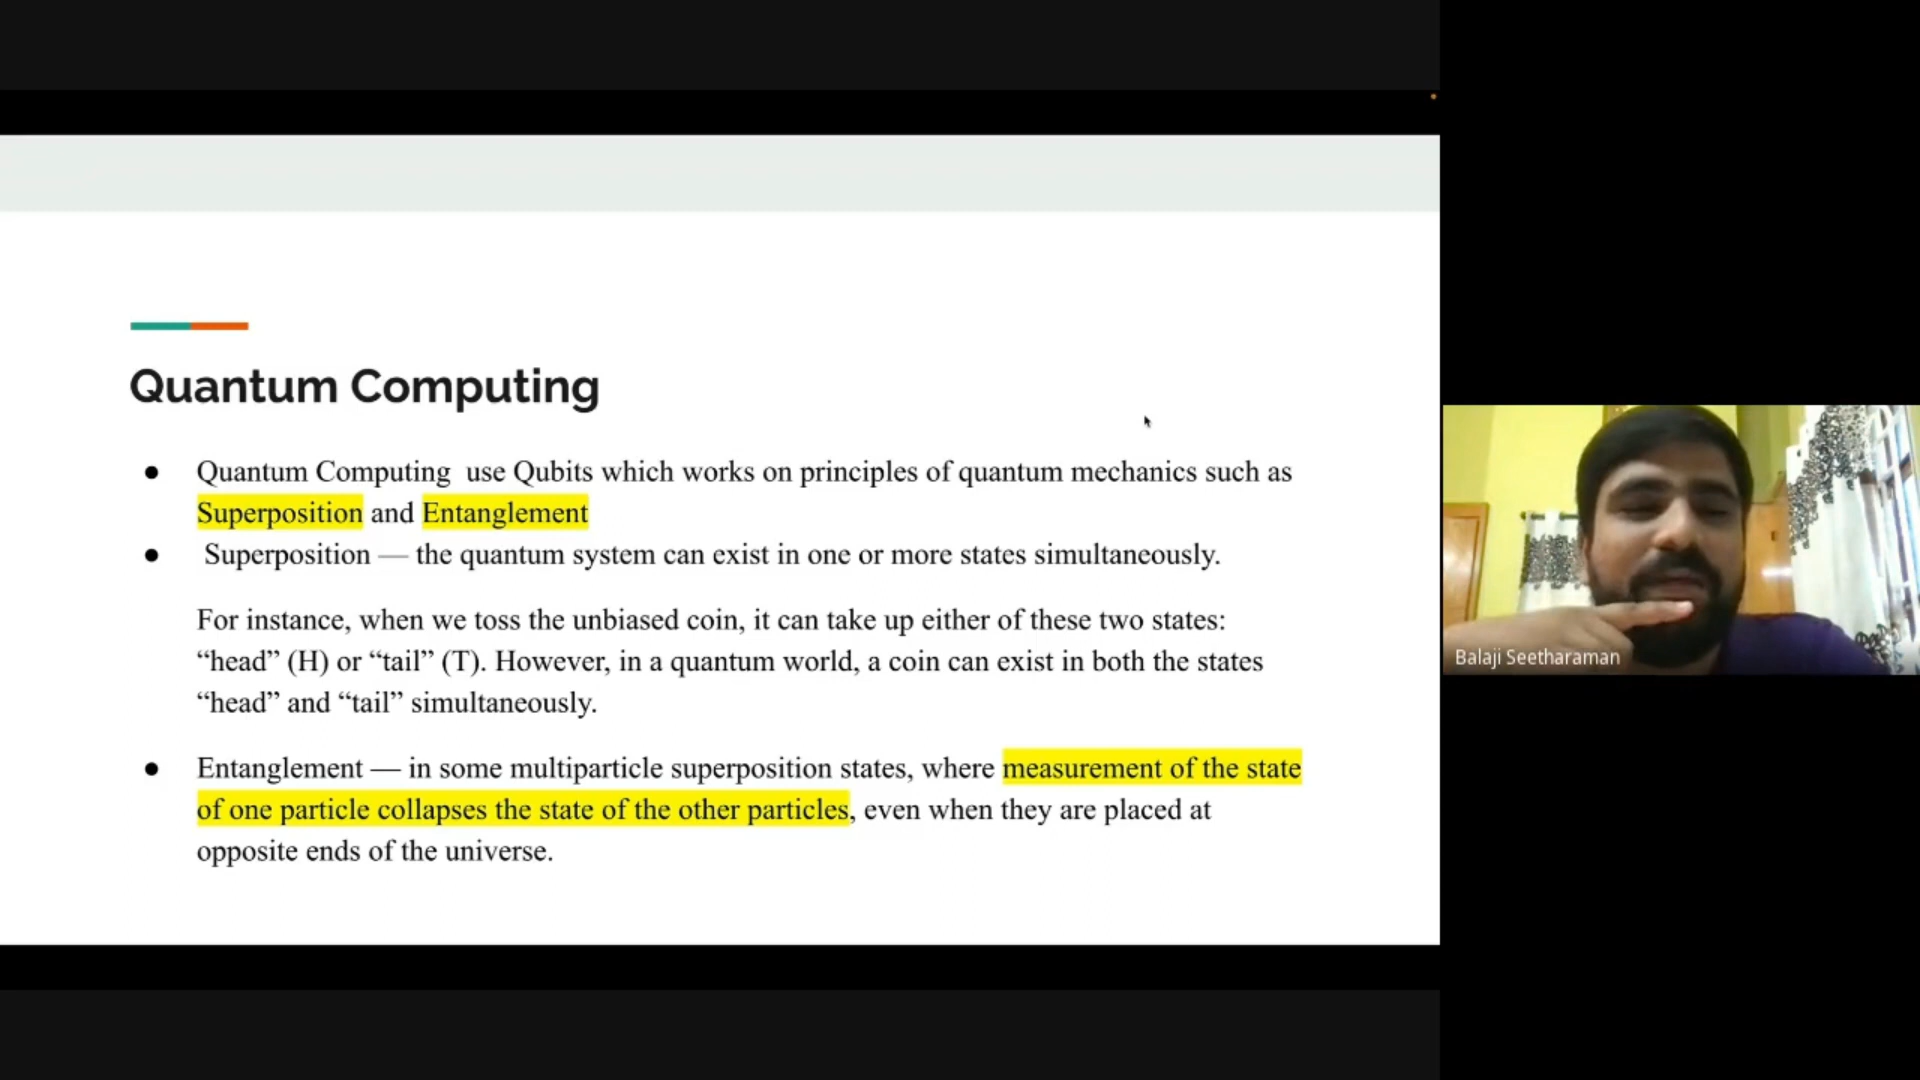 Quantum Computing
● Quantum Computing  use Qubits which works on principles of quantum mechanics such as
Superposition and Entanglement
● Superposition — the quantum system can exist in one or more states simultaneously.
For instance, when we toss the unbiased coin, it can take up either of these two states:
“head” (H) or “tail” (T). However, in a quantum world, a coin can exist in both the states
“head” and “tail” simultaneously.
● Entanglement — in some multiparticle superposition states, where measurement of the state
of one particle collapses the state of the other particles, even when they are placed at
opposite ends of the universe.
Balaji Seetharaman